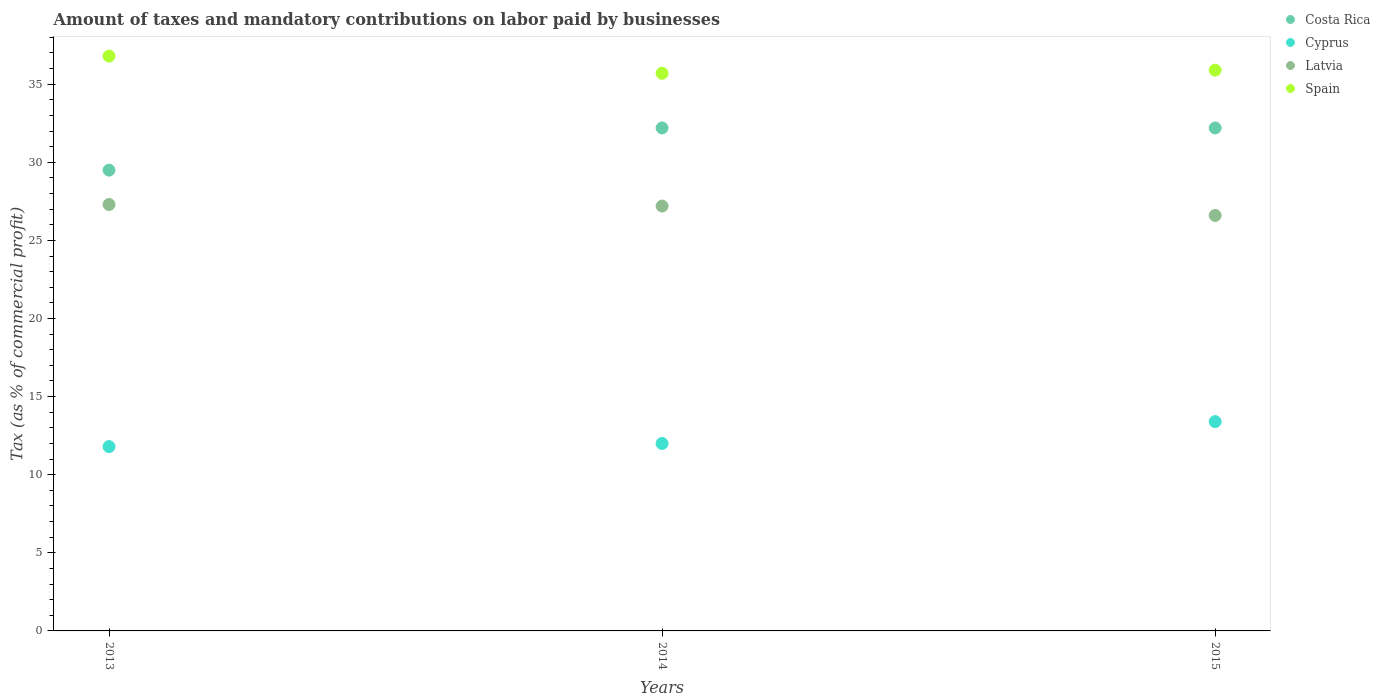 Amount of taxes and mandatory contributions on labor paid by businesses
Costa Rica
Cyprus
Latvia
Spain
Tax (as % of commercial profit)
35
30
25
20
15
10
5
0
2013
2014
2015
Years